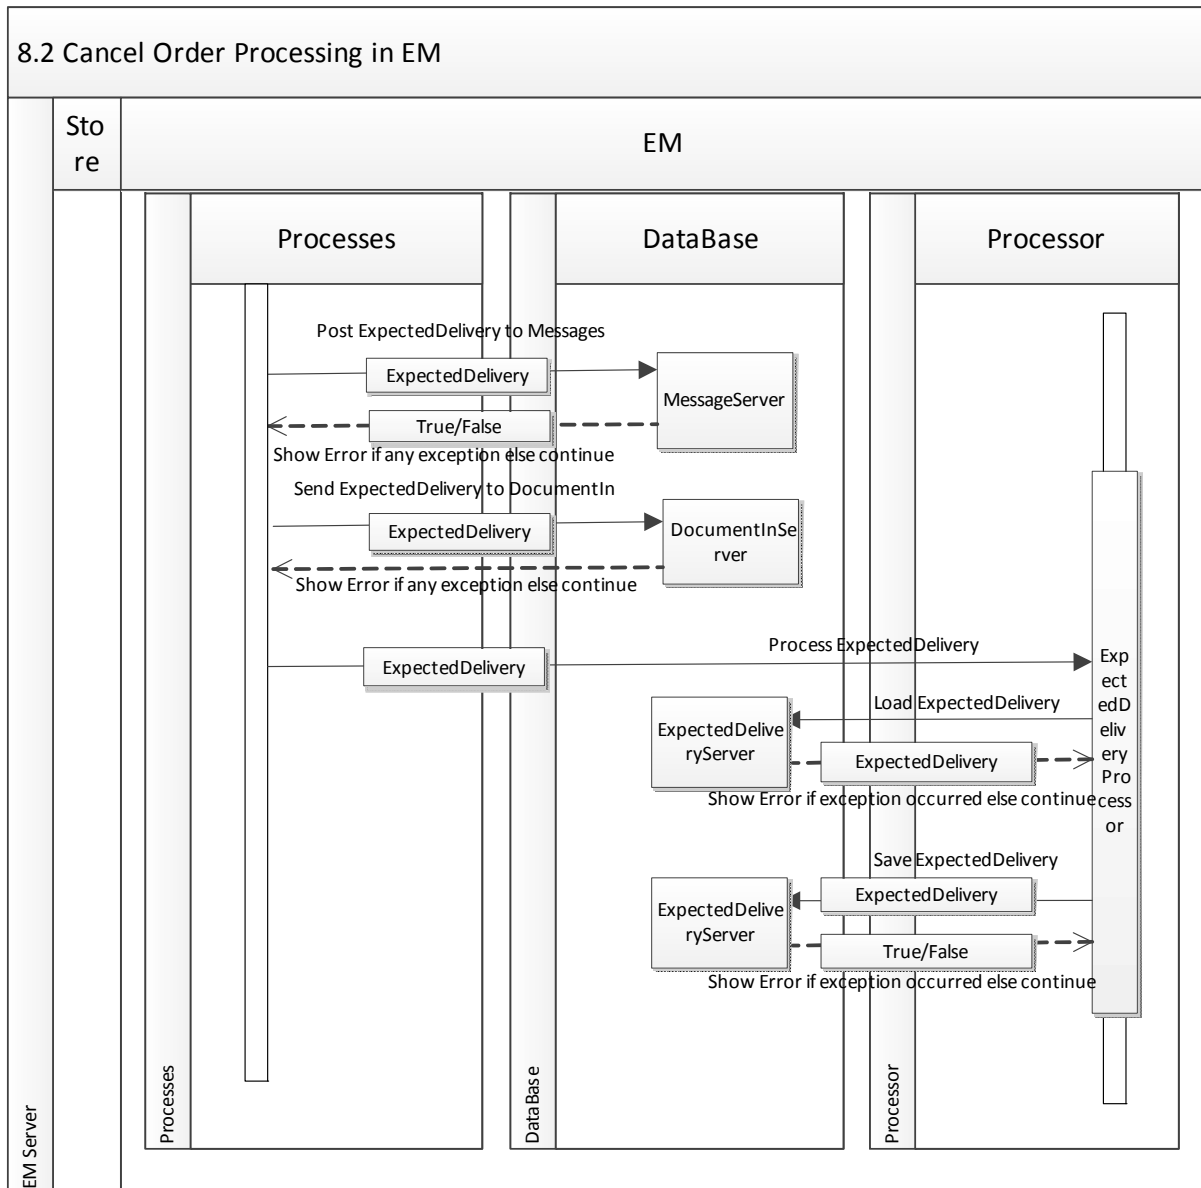 8.2 Cancel Order Processing in EM
Sto
re
EM
Processes
DataBase
Processor
Post ExpectedDelivery to Messages
ExpectedDelivery
MessageServer
True/False
Show Error if any exception else continue
Send ExpectedDelivery to DocumentIn
ExpectedDelivery
DocumentInSe
rver
Show Error if any exception else continue
Process ExpectedDelivery
ExpectedDelivery
Exp
ect
edD
eliv
ery
Pro
cess
or
Load ExpectedDelivery
ExpectedDelive
ryServer
ExpectedDelivery
Show Error if exception occurred else continue
Save ExpectedDelivery
ExpectedDelive
ryServer
ExpectedDelivery
True/False
Show Error if exception occurred else continue
Processes
DataBase
Processor
EM Server